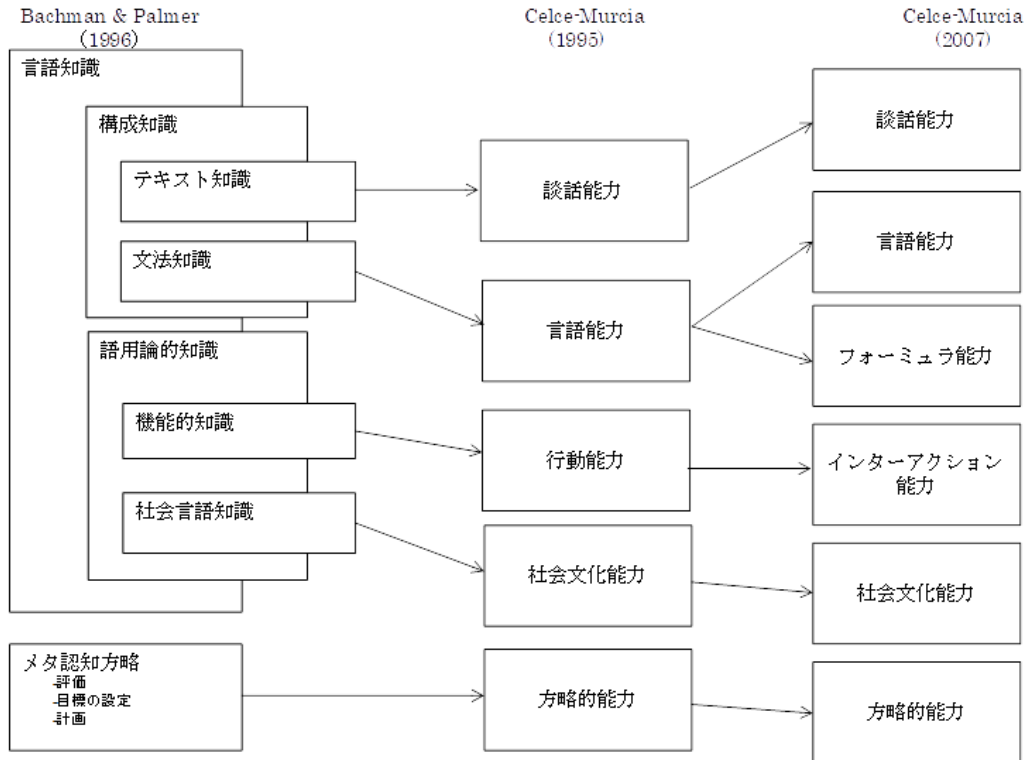 Bachman & Palmer
(1996)
言語知識
構成知識
テキスト知識
文法知識
語用論的知識
機能的知識
社会言語知識
メタ認知方略
-評価
-目標の設定
-計画
Celce-Murcia
(1995)
談話能力
言語能力
行動能力
社会文化能力
方略的能力
Celce-Murcia
(2007)
談話能力
言語能力
フォーミュラ能力
インターアクション
能力
社会文化能力
方略的能力